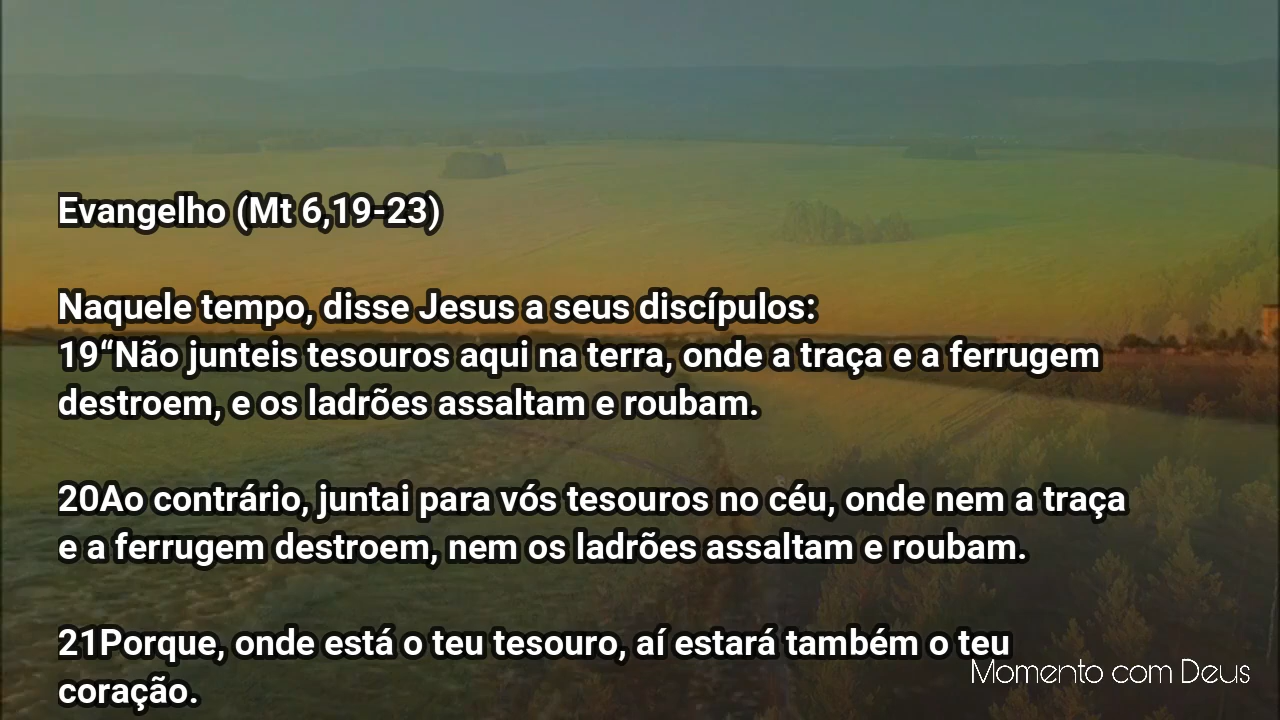 Evangelho (Mt 6,19-23)
Naquele tempo, disse Jesus a seus discípulos:
19“Não junteis tesouros aqui na terra, onde a traça e a ferrugem
destroem, e os ladrões assaltam e roubam.
20Ao contrário, juntai para vós tesouros no céu, onde nem a traça
e a ferrugem destroem, nem os ladrões assaltam e roubam.
21Porque, onde está o teu tesouro, aí estará também o teu
coração.
Momento com Deus